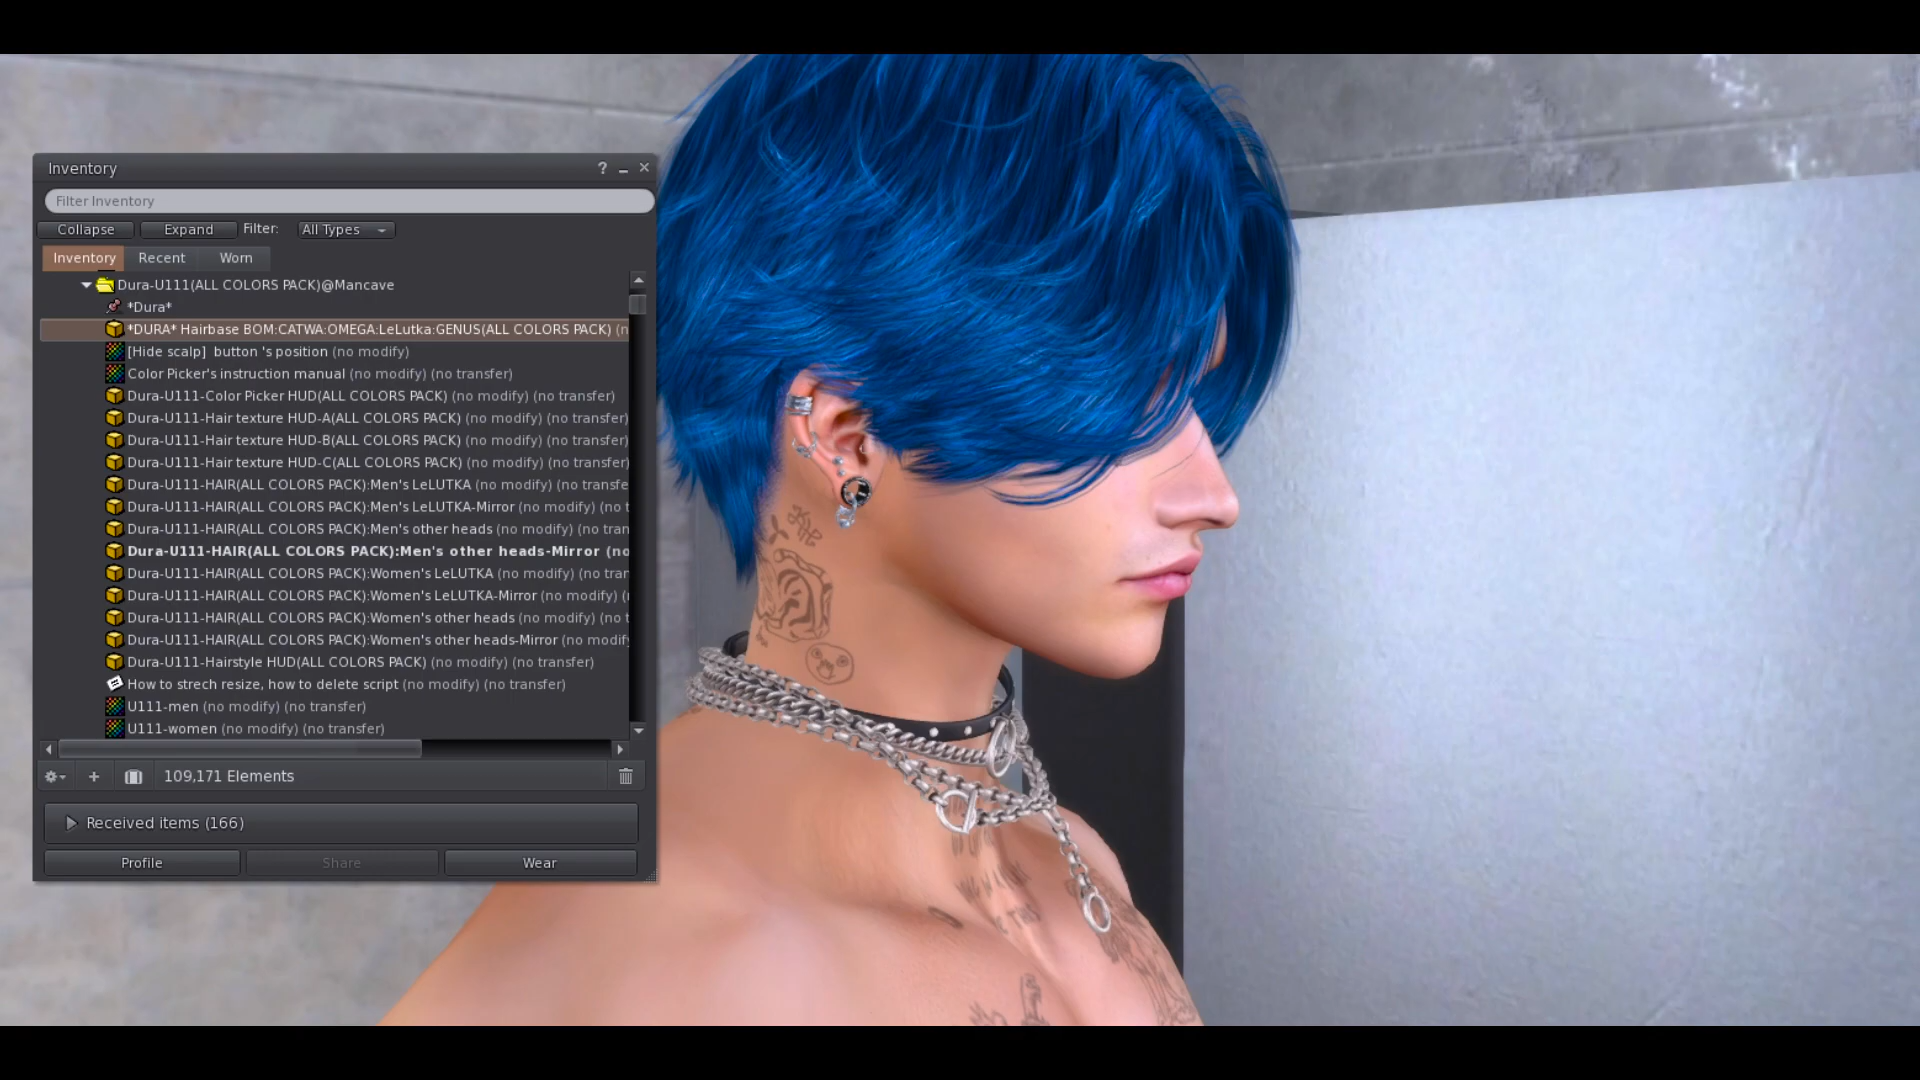 Inventory
Filter Inventory
Collapse Expand Filter: All Types
Inventory Recent Worn
Dura-U111(ALL COLORS PACK)@Mancave
*Dura*
*DURA* Hairbase BOM:CATWA:OMEGA:LeLutka:GENUS(ALL COLORS PACK) (n
[Hide scalp] button 's position (no modify)
Color Picker's instruction manual (no modify) (no transfer)
Dura-U111-Color Picker HUD(ALL COLORS PACK) (no modify) (no transfer)
Dura-U111-Hair texture HUD-A(ALL COLORS PACK) (no modify) (no transfer)
Dura-U111-Hair texture HUD-B(ALL COLORS PACK) (no modify) (no transfer)
Dura-U111-Hair texture HUD-C(ALL COLORS PACK) (no modify) (no transfer)
Dura-U111-HAIR(ALL COLORS PACK):Men's LeLUTKA (no modify) (no transfe
Dura-U111-HAIR(ALL COLORS PACK):Men's LeLUTKA-Mirror (no modify) (no t
Dura-U111-HAIR(ALL COLORS PACK):Men's other heads (no modify) (no tran
Dura-U111-HAIR(ALL COLORS PACK):Men's other heads-Mirror (no
Dura-U111-HAIR(ALL COLORS PACK):Women's LeLUTKA (no modify) (no tran
Dura-U111-HAIR(ALL COLORS PACK):Women's LeLUTKA-Mirror (no modify) (
Dura-U111-HAIR(ALL COLORS PACK):Women's other heads (no modify) (no t
Dura-U111-HAIR(ALL COLORS PACK):Women's other heads-Mirror (no modify
Dura-U111-Hairstyle HUD(ALL COLORS PACK) (no modify) (no transfer)
How to strech resize, how to delete script (no modify) (no transfer)
U111-men (no modify) (no transfer)
U111-women (no modify) (no transfer)
109,171 Elements
Received items (166)
Profile Share Wear